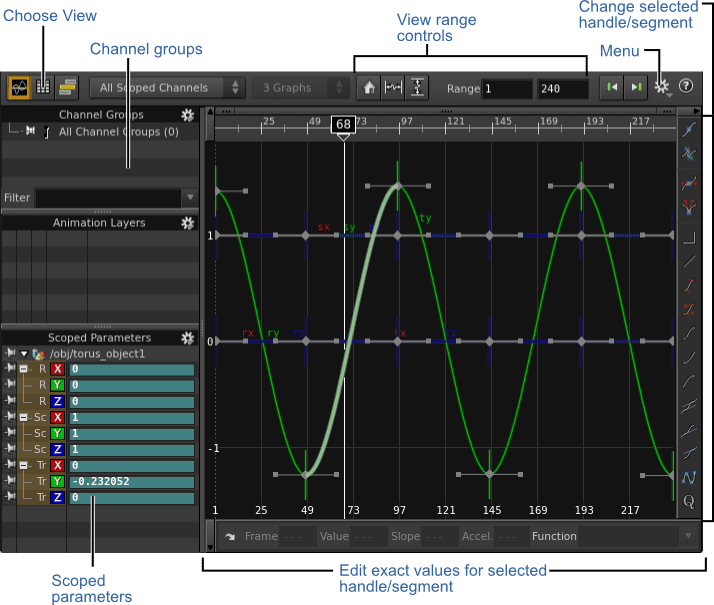 Choose View
Channel groups
View range
controls
Change selected
handle/segment
Menu
All Scoped Channels
3 Graphs
Range 1 240
Channel Groups
All Channel Groups (0)
Filter
Animation Layers
Scoped Parameters
/obj/torus_object1
R X 0
R Y 0
R Z 0
Sc X 1
Sc Y 1
Sc Z 1
Tr X 0
Tr Y -0.232052
Tr Z 0
25 49 68 73 97 121 145 169 193 217
ty
1
sx sy
0
rx ry rz tx tz
-1
1 25 49 73 97 121 145 169 193 217
Frame --- Value --- Slope --- Accel. --- Function
Scoped
parameters
Edit exact values for selected
handle/segment